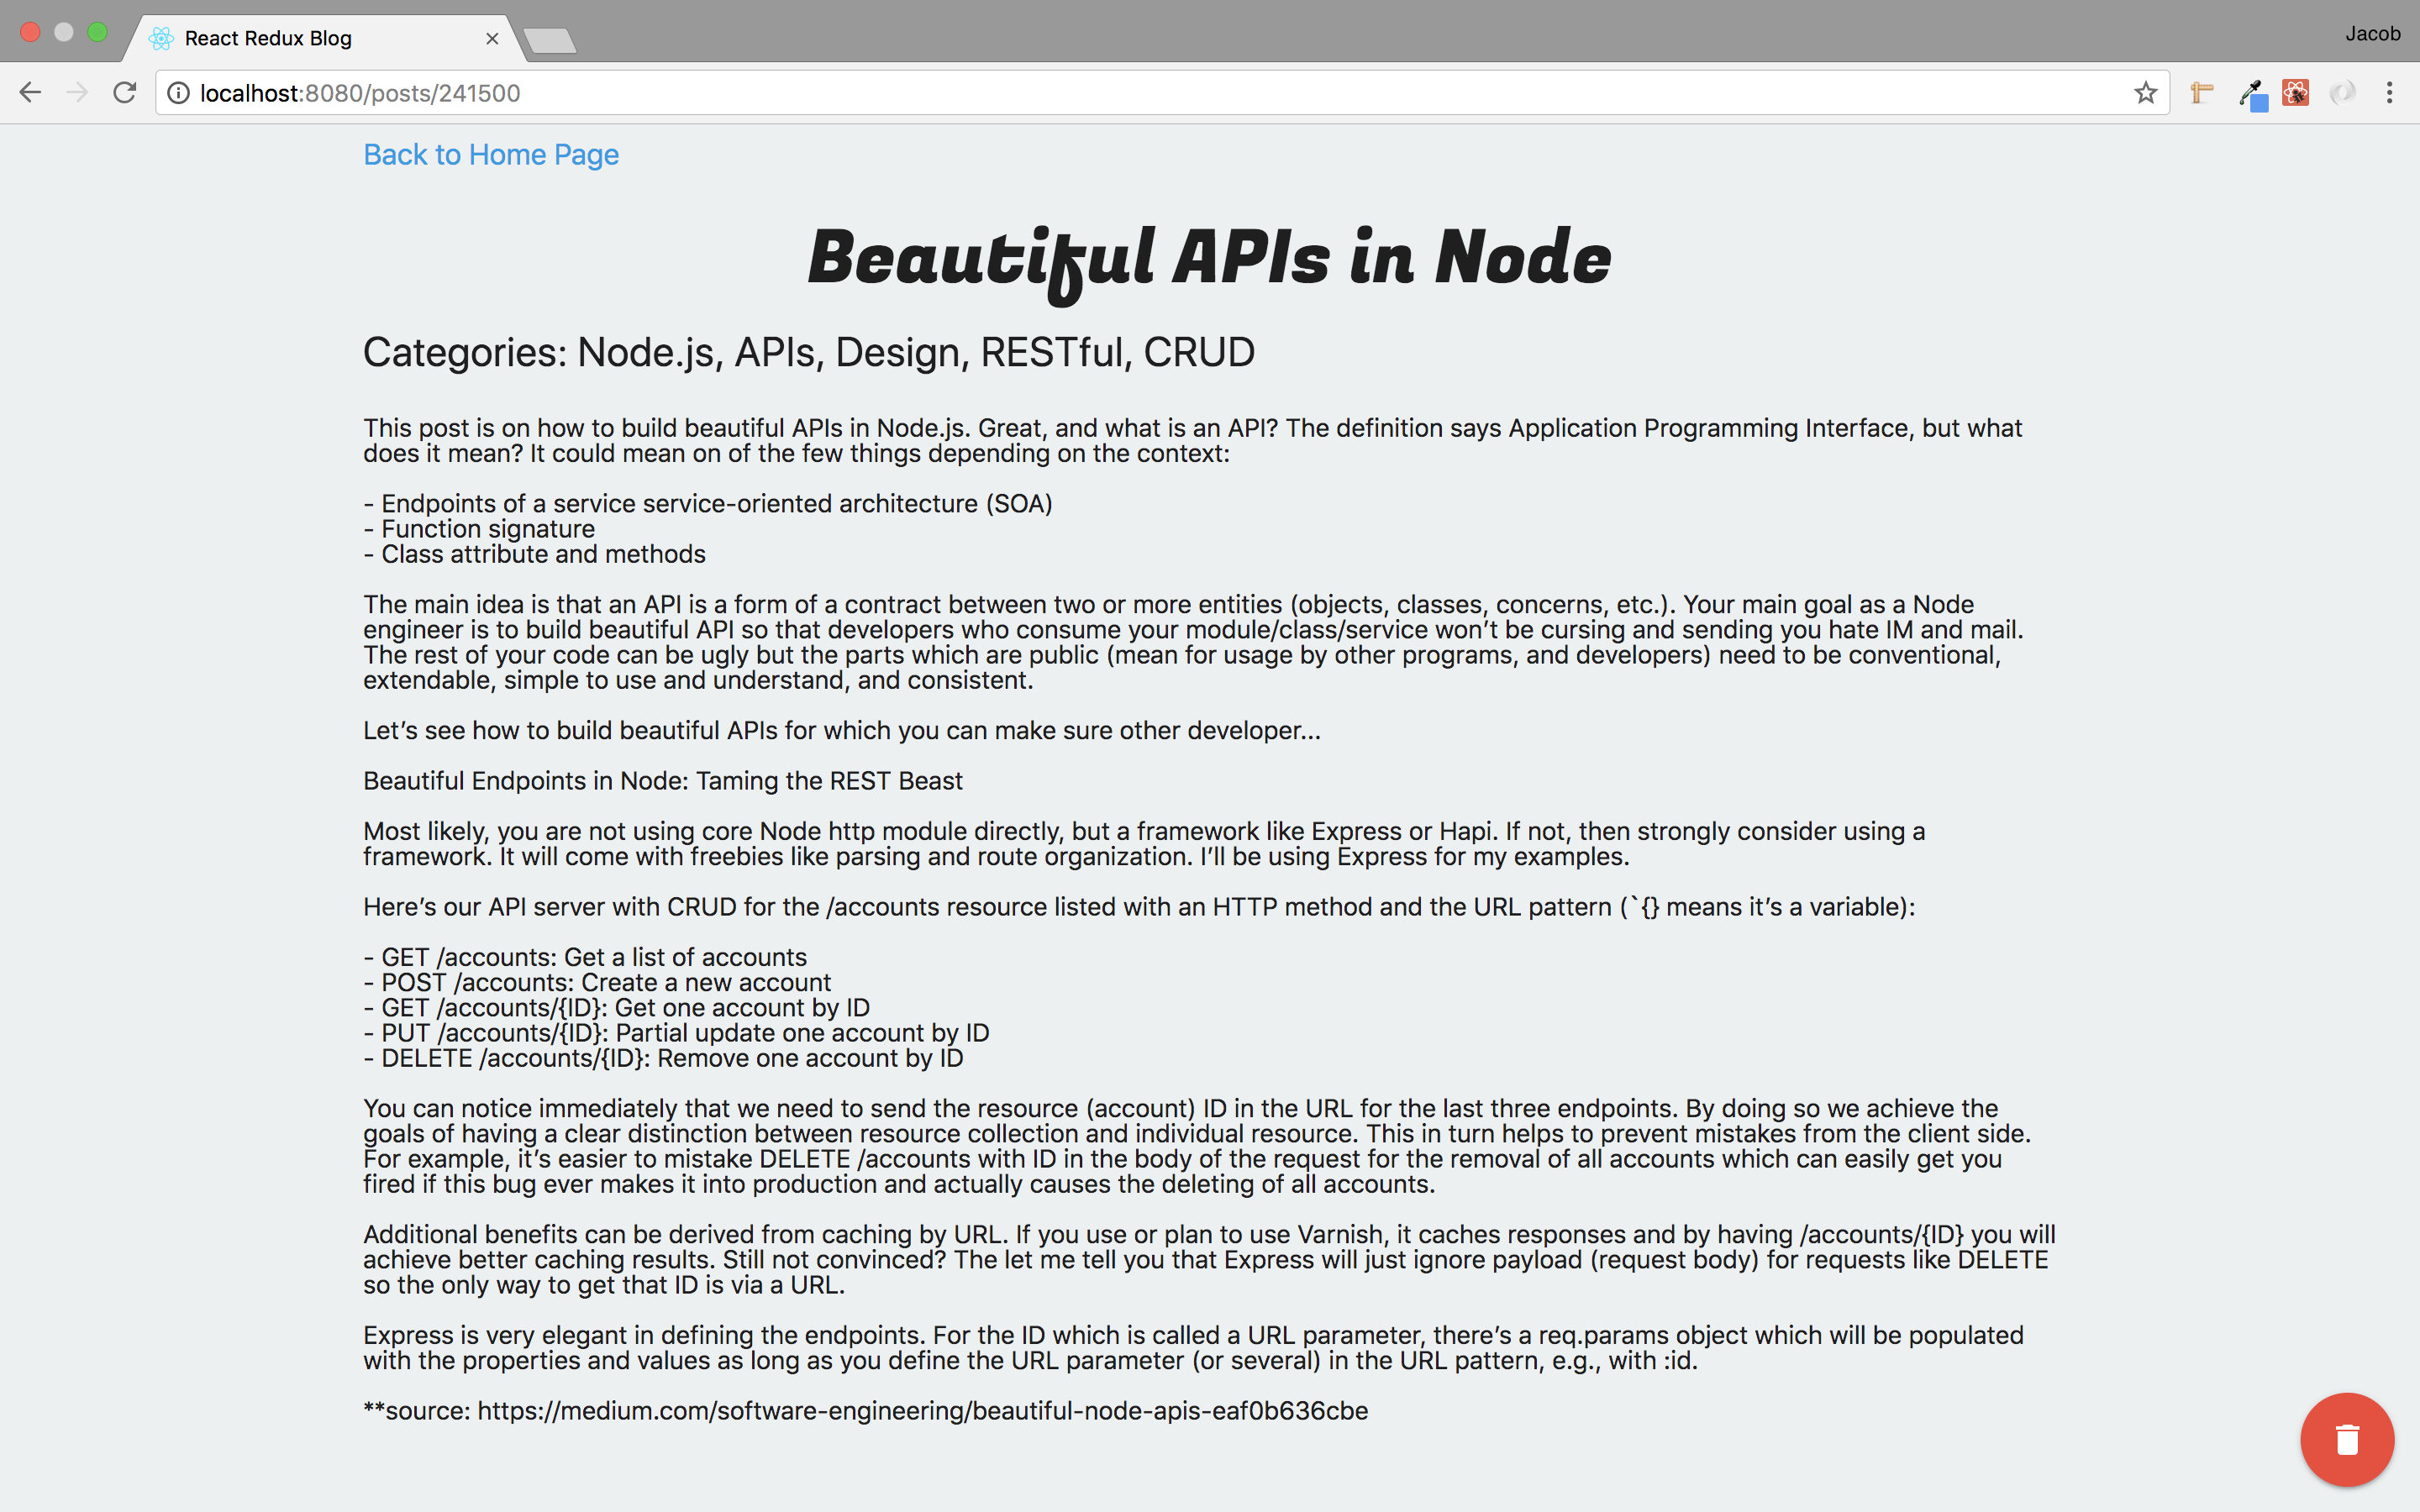 React Redux Blog
Jacob
localhost:8080/posts/241500
Back to Home Page
Beautiful APIs in Node
Categories: Node.js, APIs, Design, RESTful, CRUD
This post is on how to build beautiful APIs in Node.js. Great, and what is an API? The definition says Application Programming Interface, but what
does it mean? It could mean on of the few things depending on the context:
- Endpoints of a service service-oriented architecture (SOA)
- Function signature
- Class attribute and methods
The main idea is that an API is a form of a contract between two or more entities (objects, classes, concerns, etc.). Your main goal as a Node
engineer is to build beautiful API so that developers who consume your module/class/service won’t be cursing and sending you hate IM and mail.
The rest of your code can be ugly but the parts which are public (mean for usage by other programs, and developers) need to be conventional,
extendable, simple to use and understand, and consistent.
Let’s see how to build beautiful APIs for which you can make sure other developer...
Beautiful Endpoints in Node: Taming the REST Beast
Most likely, you are not using core Node http module directly, but a framework like Express or Hapi. If not, then strongly consider using a
framework. It will come with freebies like parsing and route organization. I’ll be using Express for my examples.
Here’s our API server with CRUD for the /accounts resource listed with an HTTP method and the URL pattern (`{} means it’s a variable):
- GET /accounts: Get a list of accounts
- POST /accounts: Create a new account
- GET /accounts/{ID}: Get one account by ID
- PUT /accounts/{ID}: Partial update one account by ID
- DELETE /accounts/{ID}: Remove one account by ID
You can notice immediately that we need to send the resource (account) ID in the URL for the last three endpoints. By doing so we achieve the
goals of having a clear distinction between resource collection and individual resource. This in turn helps to prevent mistakes from the client side.
For example, it’s easier to mistake DELETE /accounts with ID in the body of the request for the removal of all accounts which can easily get you
fired if this bug ever makes it into production and actually causes the deleting of all accounts.
Additional benefits can be derived from caching by URL. If you use or plan to use Varnish, it caches responses and by having /accounts/{ID} you will
achieve better caching results. Still not convinced? The let me tell you that Express will just ignore payload (request body) for requests like DELETE
so the only way to get that ID is via a URL.
Express is very elegant in defining the endpoints. For the ID which is called a URL parameter, there’s a req.params object which will be populated
with the properties and values as long as you define the URL parameter (or several) in the URL pattern, e.g., with :id.
**source: https://medium.com/software-engineering/beautiful-node-apis-eaf0b636cbe